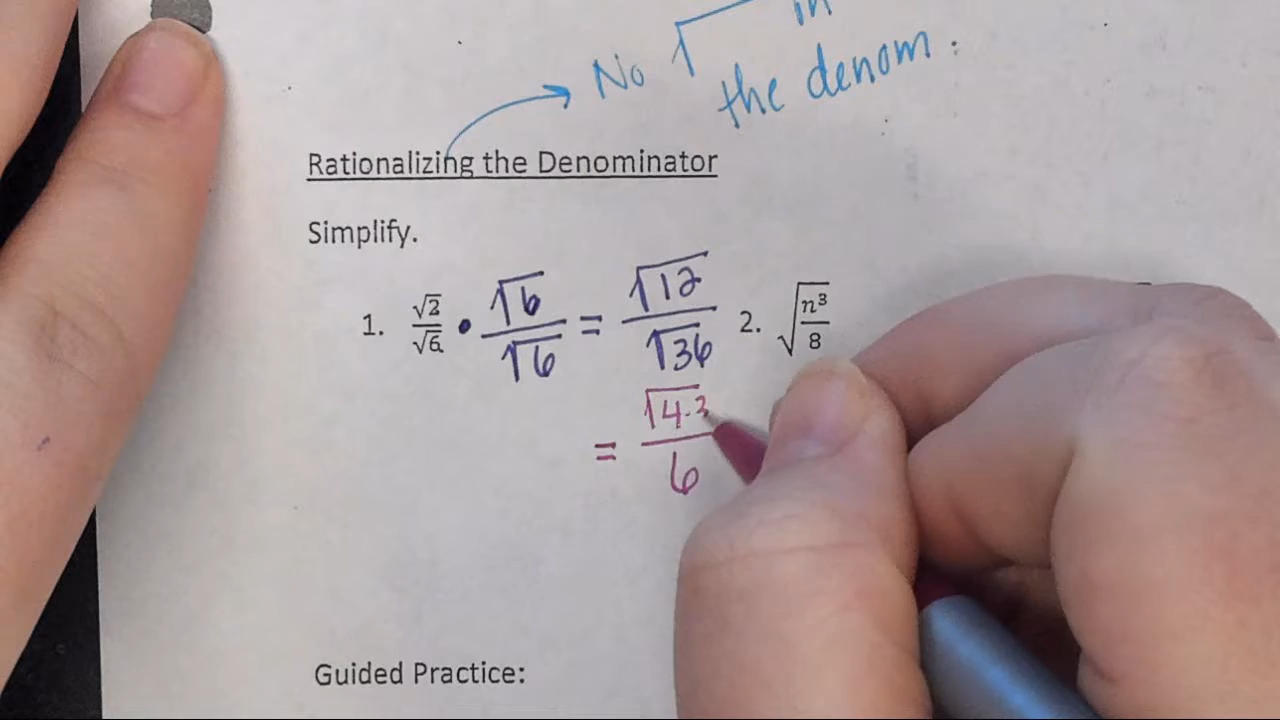 No √ in
the denom.
Rationalizing the Denominator
Simplify.
1. √2/√6 • √6/√6 = √12/√36
= √4·3/6
2. √n³/8
Guided Practice: